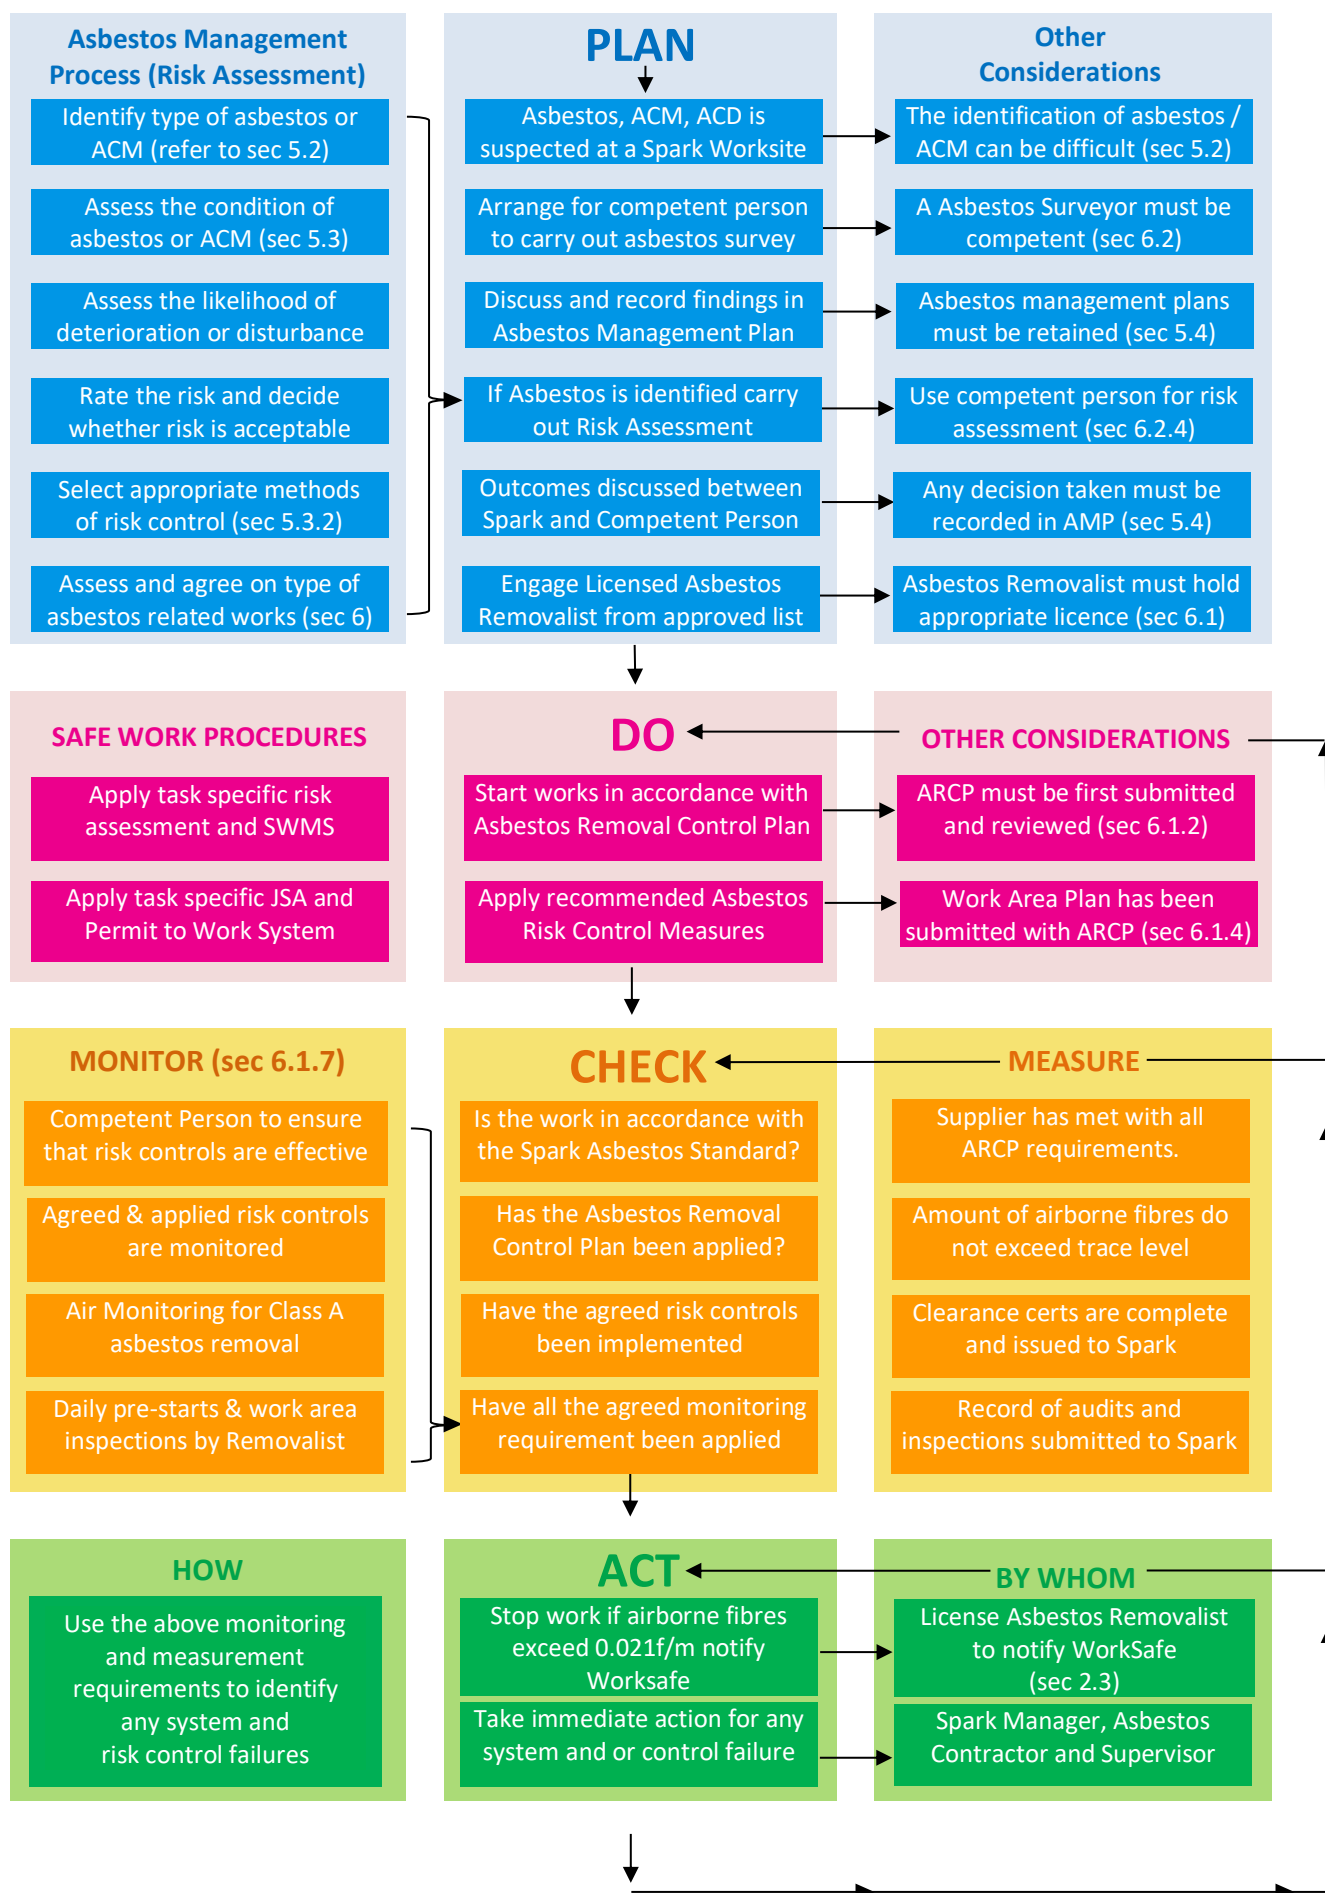 Asbestos Management
Process (Risk Assessment)
Identify type of asbestos or
ACM (refer to sec 5.2)
Assess the condition of
asbestos or ACM (sec 5.3)
Assess the likelihood of
deterioration or disturbance
Rate the risk and decide
whether risk is acceptable
Select appropriate methods
of risk control (sec 5.3.2)
Assess and agree on type of
asbestos related works (sec 6)
PLAN
Asbestos, ACM, ACD is
suspected at a Spark Worksite
Arrange for competent person
to carry out asbestos survey
Discuss and record findings in
Asbestos Management Plan
If Asbestos is identified carry
out Risk Assessment
Outcomes discussed between
Spark and Competent Person
Engage Licensed Asbestos
Removalist from approved list
Other
Considerations
The identification of asbestos /
ACM can be difficult (sec 5.2)
A Asbestos Surveyor must be
competent (sec 6.2)
Asbestos management plans
must be retained (sec 5.4)
Use competent person for risk
assessment (sec 6.2.4)
Any decision taken must be
recorded in AMP (sec 5.4)
Asbestos Removalist must hold
appropriate licence (sec 6.1)
SAFE WORK PROCEDURES
Apply task specific risk
assessment and SWMS
Apply task specific JSA and
Permit to Work System
DO
Start works in accordance with
Asbestos Removal Control Plan
Apply recommended Asbestos
Risk Control Measures
OTHER CONSIDERATIONS
ARCP must be first submitted
and reviewed (sec 6.1.2)
Work Area Plan has been
submitted with ARCP (sec 6.1.4)
MONITOR (sec 6.1.7)
Competent Person to ensure
that risk controls are effective
Agreed & applied risk controls
are monitored
Air Monitoring for Class A
asbestos removal
Daily pre-starts & work area
inspections by Removalist
CHECK
Is the work in accordance with
the Spark Asbestos Standard?
Has the Asbestos Removal
Control Plan been applied?
Have the agreed risk controls
been implemented
Have all the agreed monitoring
requirement been applied
MEASURE
Supplier has met with all
ARCP requirements.
Amount of airborne fibres do
not exceed trace level
Clearance certs are complete
and issued to Spark
Record of audits and
inspections submitted to Spark
HOW
Use the above monitoring
and measurement
requirements to identify
any system and
risk control failures
ACT
Stop work if airborne fibres
exceed 0.021f/m notify
Worksafe
Take immediate action for any
system and or control failure
BY WHOM
License Asbestos Removalist
to notify WorkSafe
(sec 2.3)
Spark Manager, Asbestos
Contractor and Supervisor